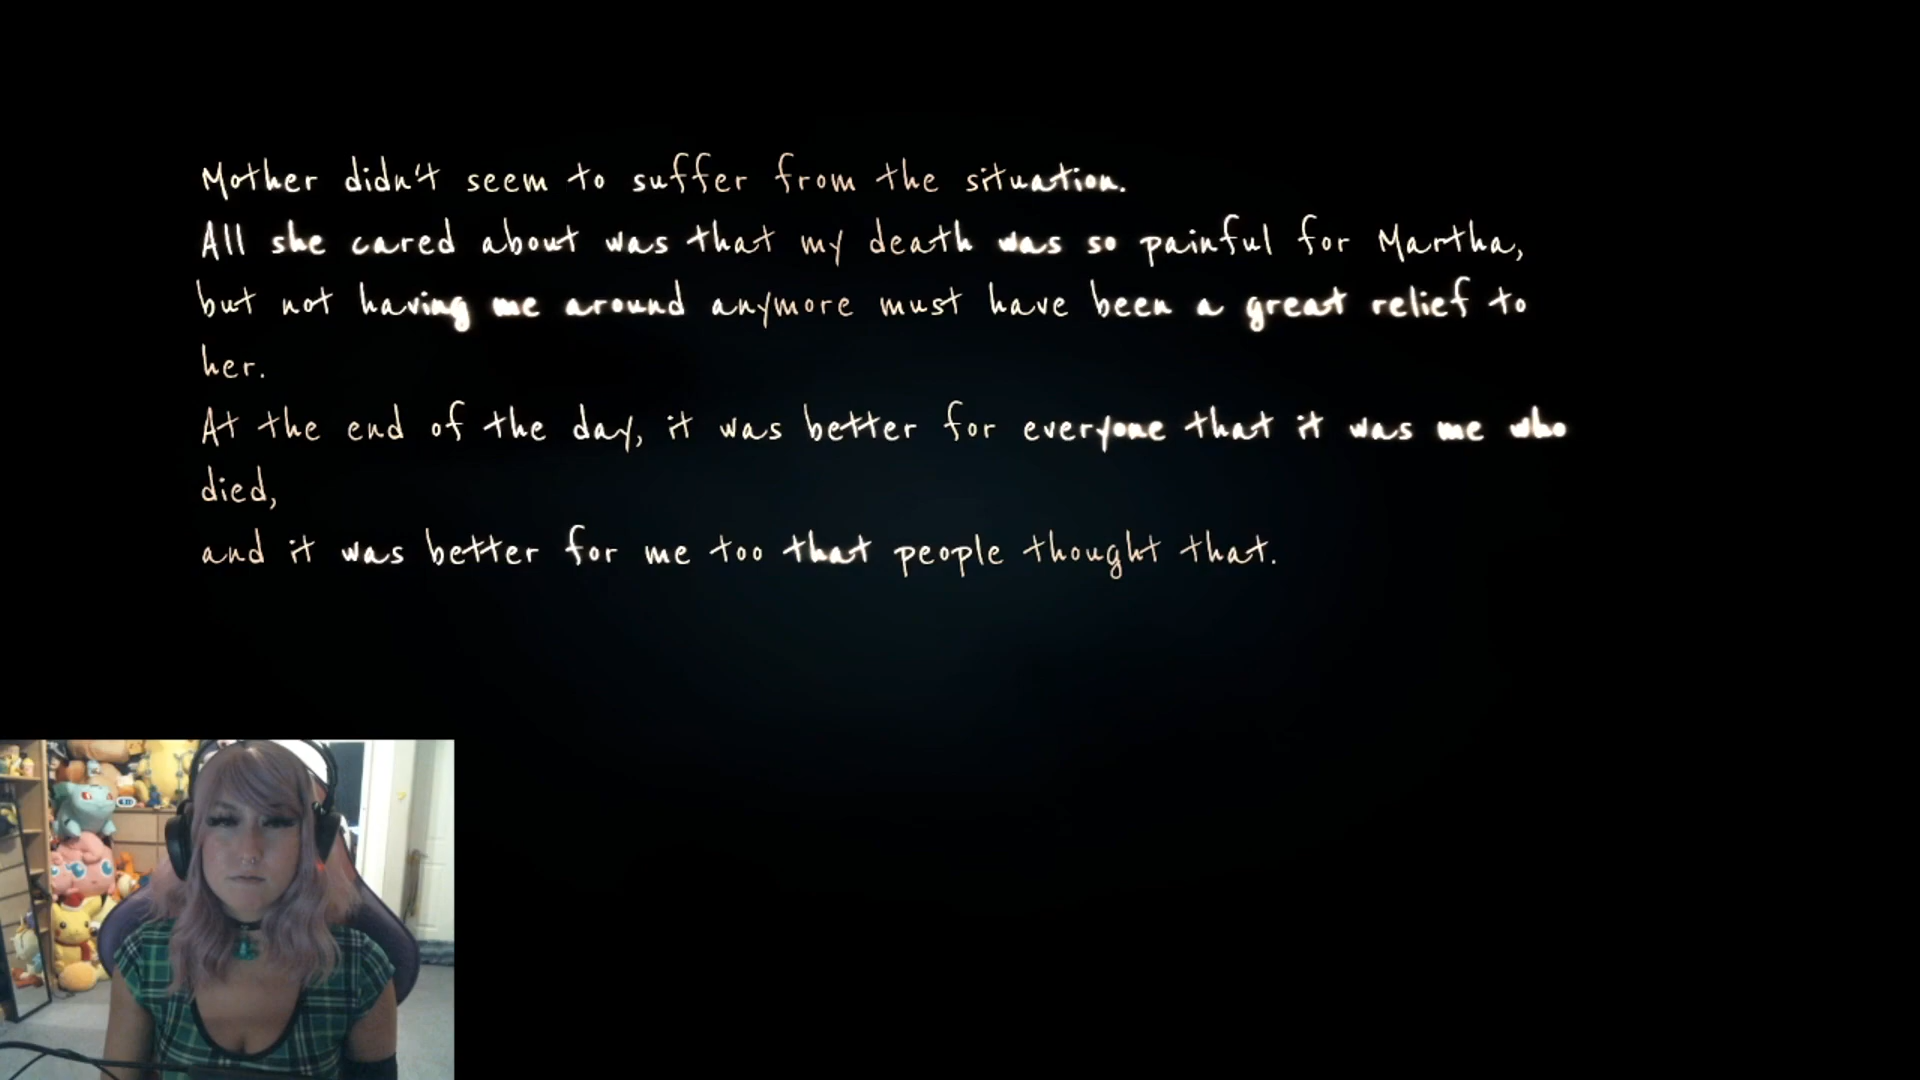 Mother didn't seem to suffer from the situation.
All she cared about was that my death was so painful for Martha,
but not having me around anymore must have been a great relief to
her.
At the end of the day, it was better for everyone that it was me who
died,
and it was better for me too that people thought that.